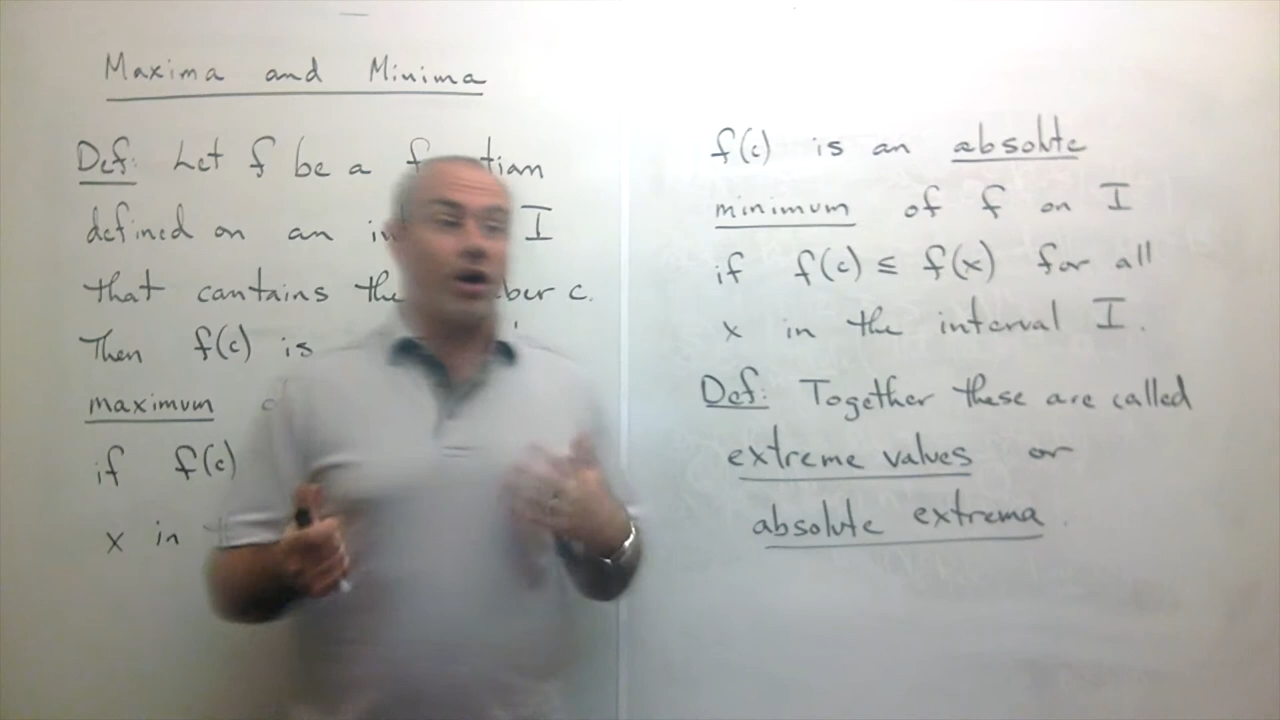 Maxima and Minima
Def: Let f be a
defined on an I
that contains the c.
Then f(c) is
maximum
if f(c)
x in
f(c) is an absolute
minimum of f on I
if f(c) ≤ f(x) for all
x in the interval I.
Def: Together these are called
extreme values or
absolute extrema.